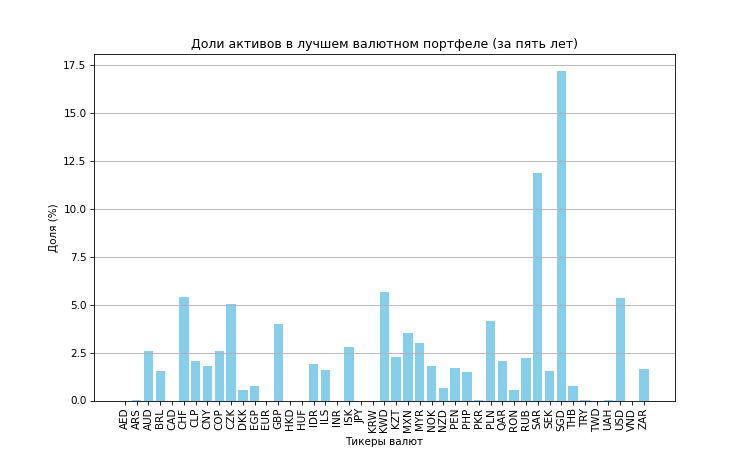 Доли активов в лучшем валютном портфеле (за пять лет)
Доля (%)
17.5
15.0
12.5
10.0
7.5
5.0
2.5
0.0
AED
ARS
AUD
BRL
CAD
CHF
CLP
CNY
COP
CZK
DKK
EGP
EUR
GBP
HKD
HUF
IDR
ILS
INR
ISK
JPY
KRW
KWD
KZT
MXN
MYR
NOK
NZD
PEN
PHP
PKR
PLN
QAR
RON
RUB
SAR
SEK
SGD
THB
TRY
TWD
UAH
USD
VND
ZAR
Тикеры валют